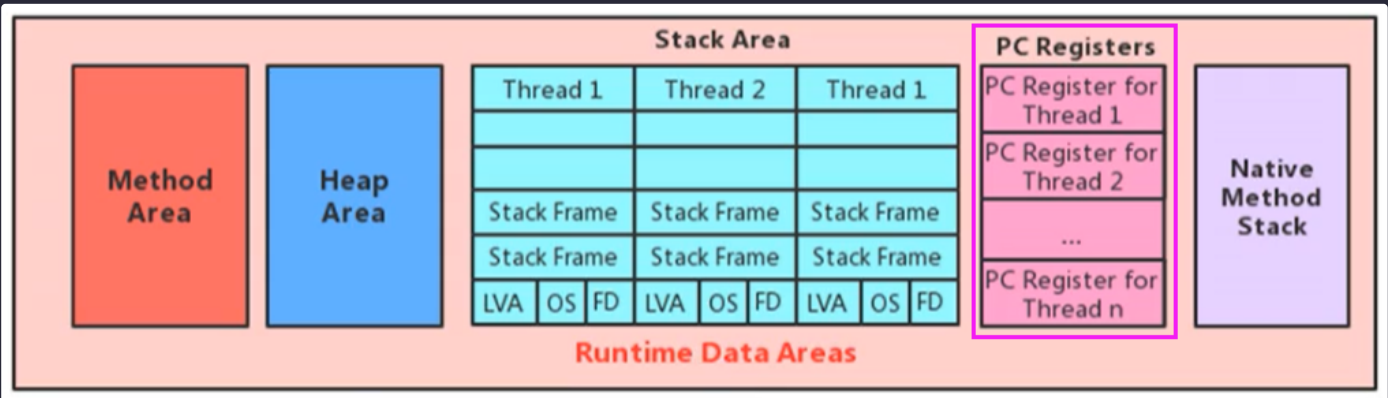 Stack Area
PC Registers
Method
Area
Heap
Area
Thread 1
Thread 2
Thread 1
Stack Frame
Stack Frame
Stack Frame
Stack Frame
Stack Frame
Stack Frame
LVA
OS
FD
LVA
OS
FD
LVA
OS
FD
PC Register for
Thread 1
PC Register for
Thread 2
...
PC Register for
Thread n
Native
Method
Stack
Runtime Data Areas